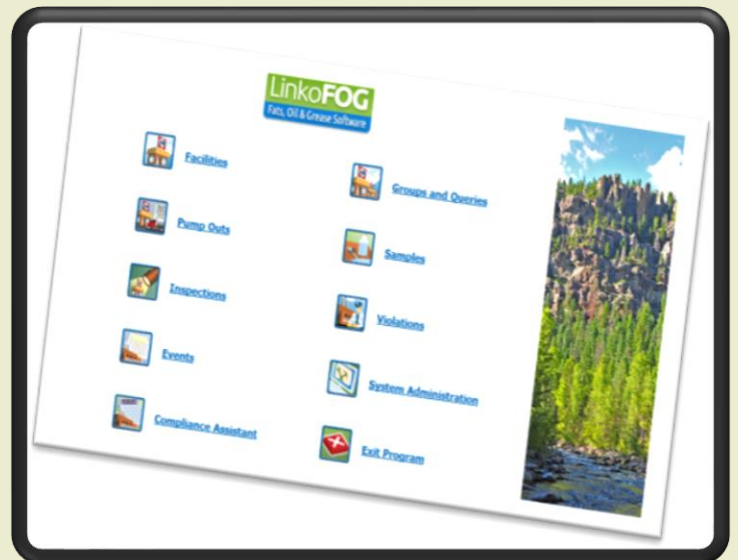 LinkoFOG
Fats, Oil & Grease Software
Facilities
Pump Outs
Inspections
Events
Compliance Assistant
Groups and Queries
Samples
Violations
System Administration
Exit Program